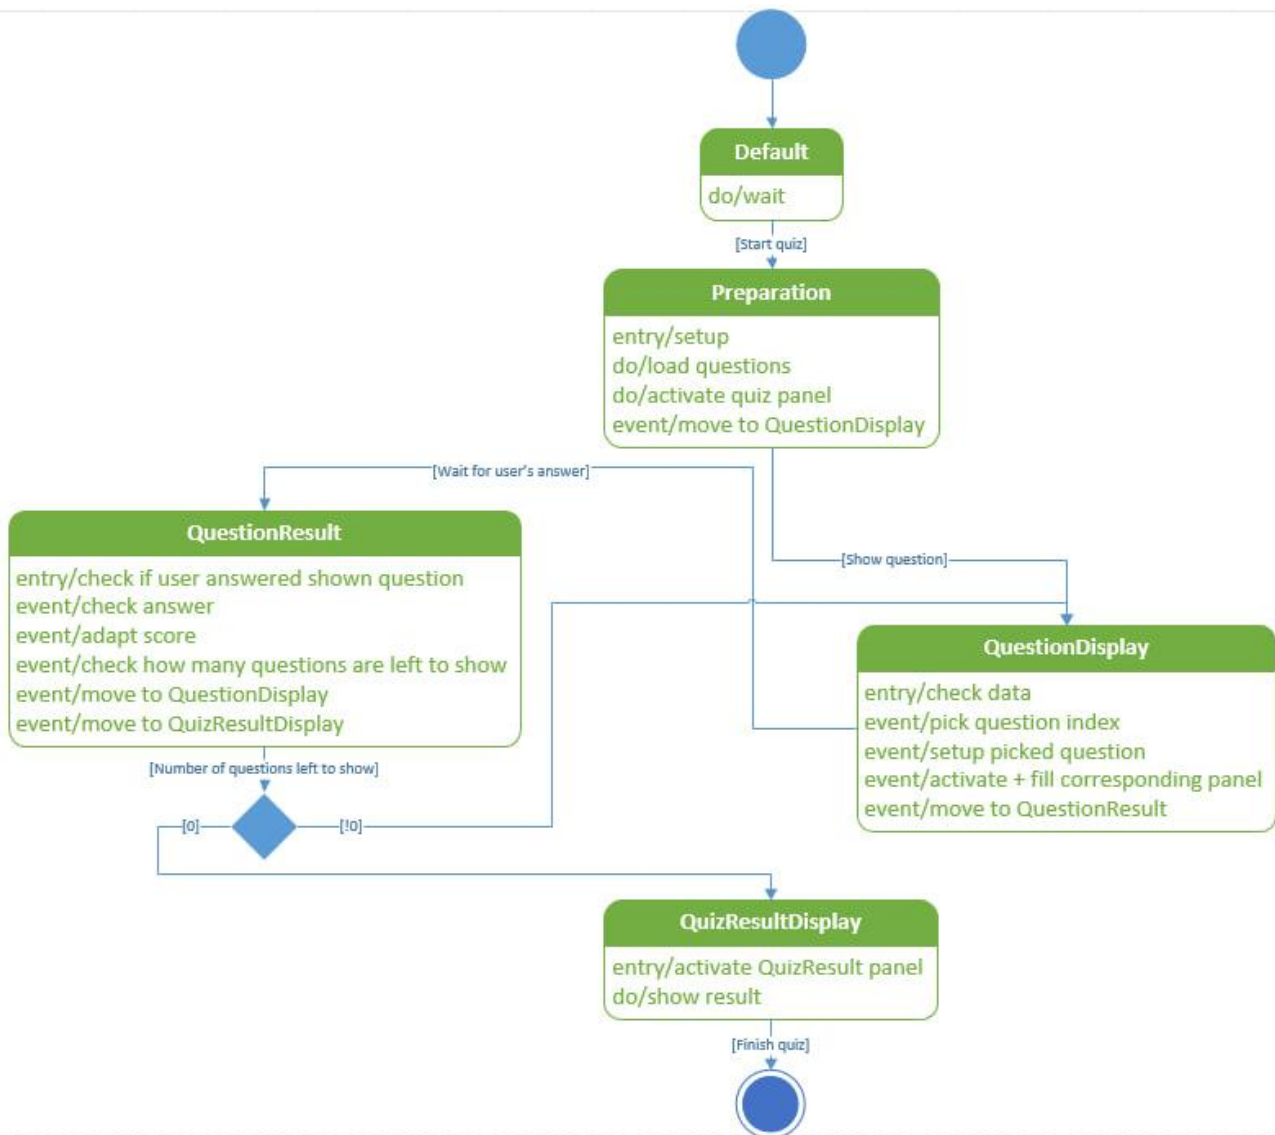 Default
do/wait
[Start quiz]
Preparation
entry/setup
do/load questions
do/activate quiz panel
event/move to QuestionDisplay
[Wait for user's answer]
QuestionResult
entry/check if user answered shown question
event/check answer
event/adapt score
event/check how many questions are left to show
event/move to QuestionDisplay
event/move to QuizResultDisplay
[Show question]
QuestionDisplay
entry/check data
event/pick question index
event/setup picked question
event/activate + fill corresponding panel
event/move to QuestionResult
[Number of questions left to show]
[0]
[!0]
QuizResultDisplay
entry/activate QuizResult panel
do/show result
[Finish quiz]